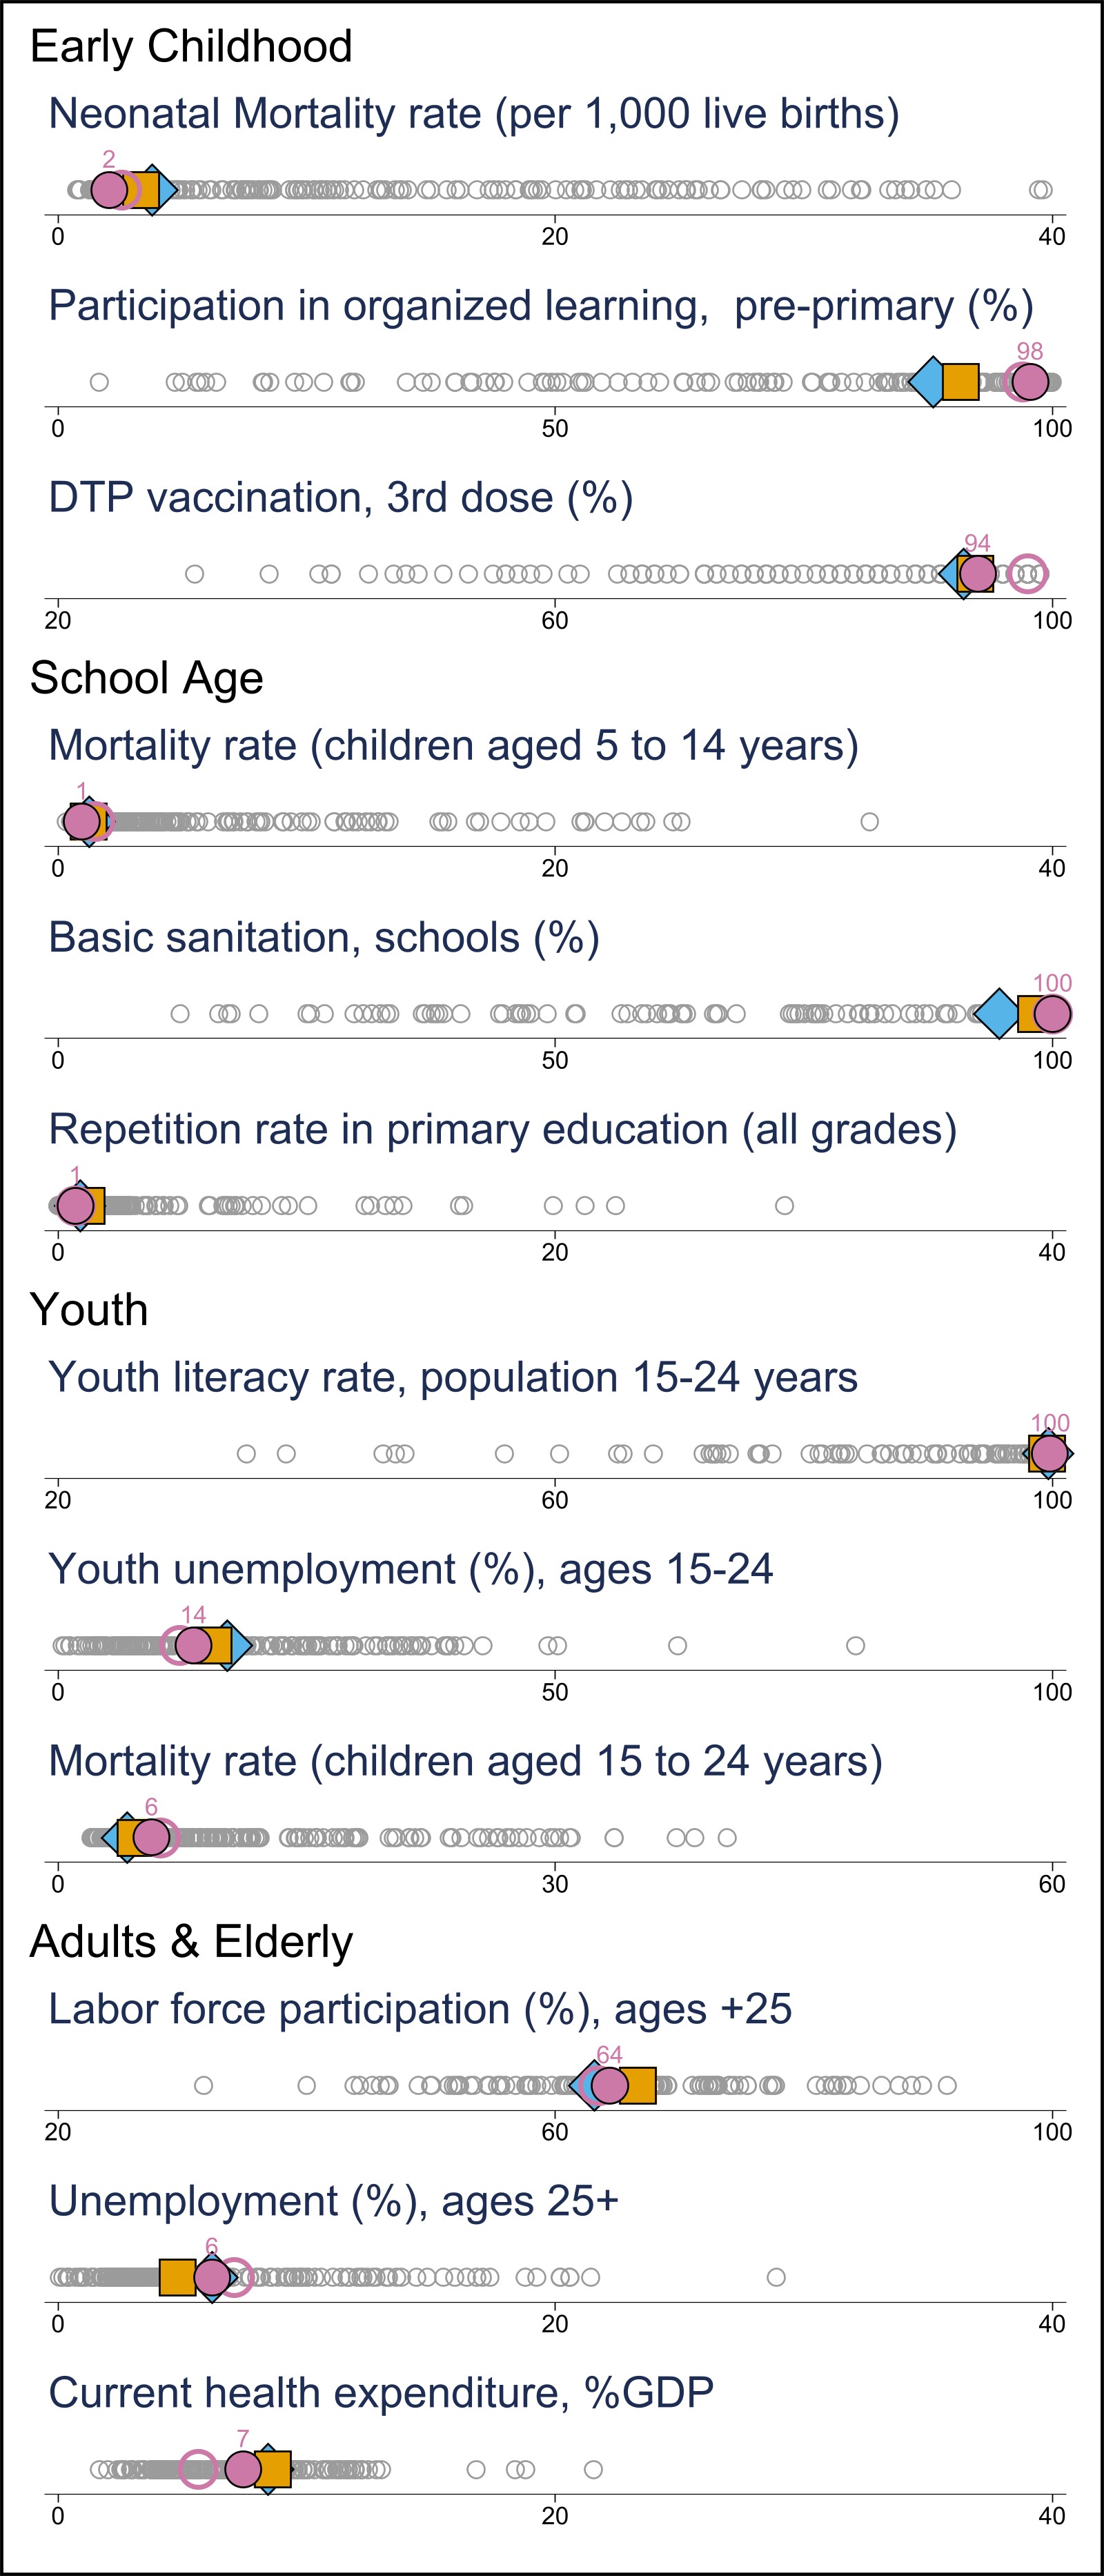 Early Childhood
Neonatal Mortality rate (per 1,000 live births)
2
0 20 40
Participation in organized learning,  pre-primary (%)
98
0 50 100
DTP vaccination, 3rd dose (%)
94
20 60 100
School Age
Mortality rate (children aged 5 to 14 years)
1
0 20 40
Basic sanitation, schools (%)
100
0 50 100
Repetition rate in primary education (all grades)
1
0 20 40
Youth
Youth literacy rate, population 15-24 years
100
20 60 100
Youth unemployment (%), ages 15-24
14
0 50 100
Mortality rate (children aged 15 to 24 years)
6
0 30 60
Adults & Elderly
Labor force participation (%), ages +25
64
20 60 100
Unemployment (%), ages 25+
6
0 20 40
Current health expenditure, %GDP
7
0 20 40